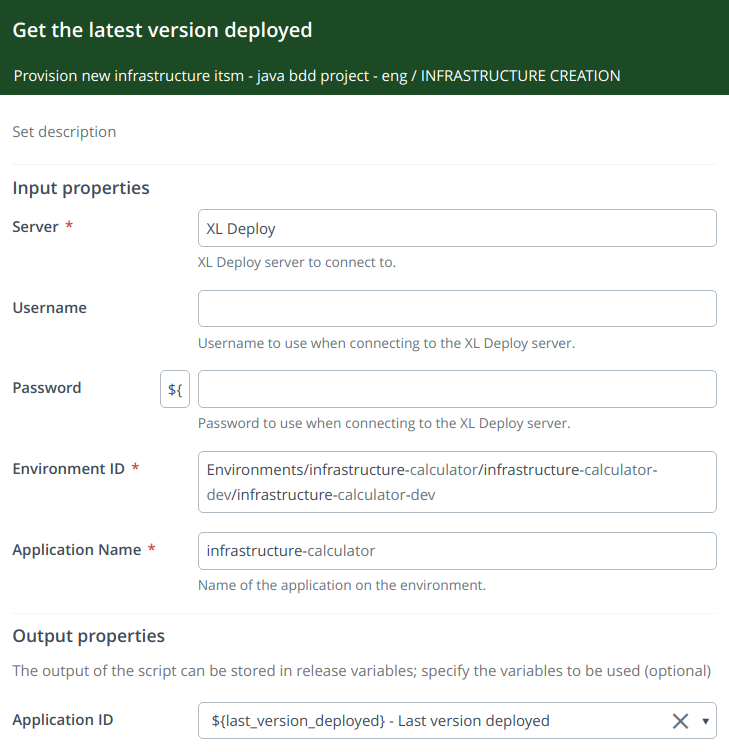 Get the latest version deployed
Provision new infrastructure itsm - java bdd project - eng / INFRASTRUCTURE CREATION
Set description
Input properties
Server *
XL Deploy
XL Deploy server to connect to.
Username
Username to use when connecting to the XL Deploy server.
Password
${
Password to use when connecting to the XL Deploy server.
Environment ID *
Environments/infrastructure-calculator/infrastructure-calculator-
dev/infrastructure-calculator-dev
Application Name *
infrastructure-calculator
Name of the application on the environment.
Output properties
The output of the script can be stored in release variables; specify the variables to be used (optional)
Application ID
${last_version_deployed} - Last version deployed